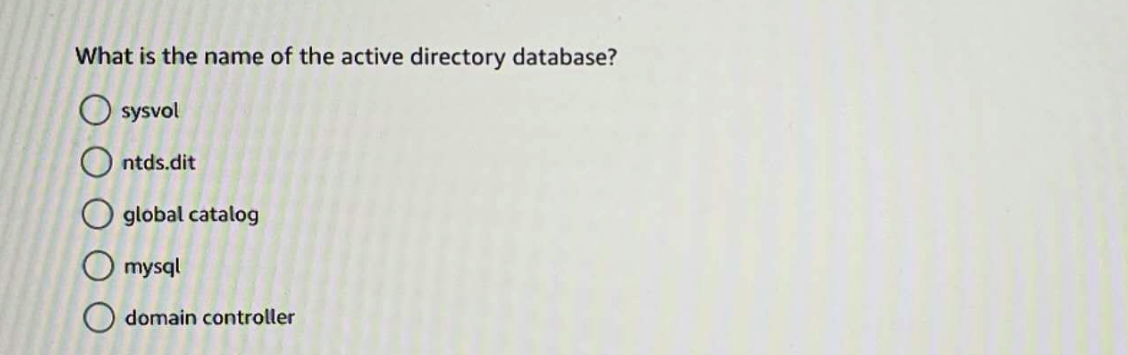 What is the name of the active directory database?
sysvol
ntds.dit
global catalog
mysql
domain controller